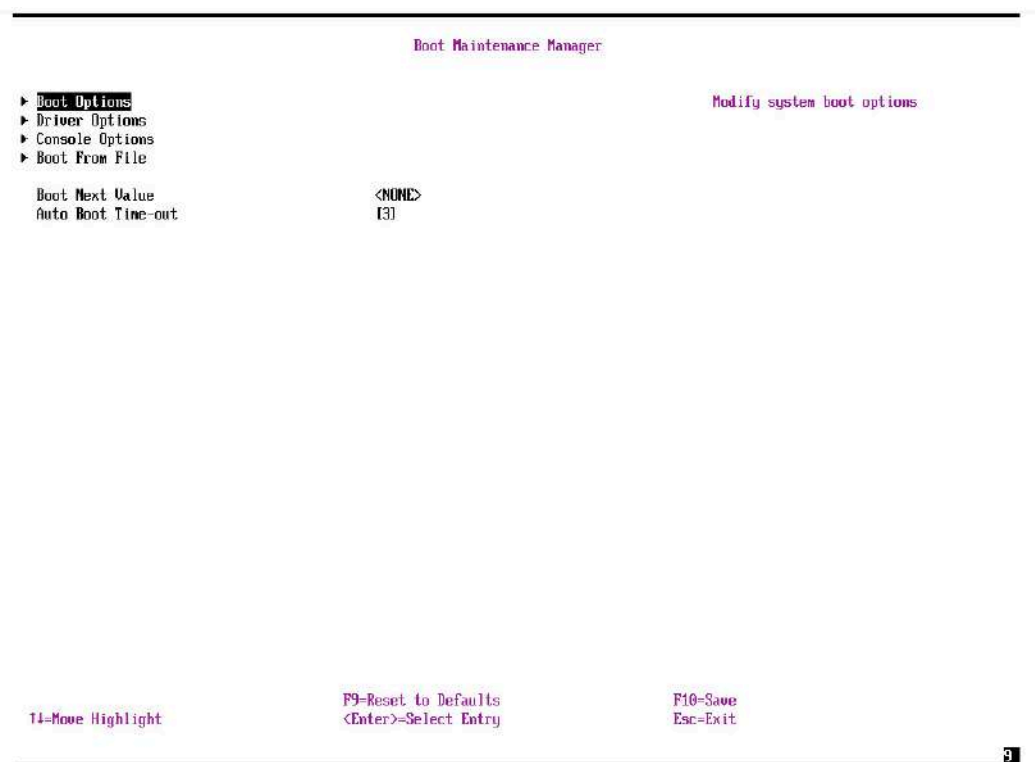 Boot Maintenance Manager
▶ Boot Options Modify system boot options
▶ Driver Options
▶ Console Options
▶ Boot From File
Boot Next Value <NONE>
Auto Boot Time-out [3]
F9=Reset to Defaults F10=Save
↑↓=Move Highlight <Enter>=Select Entry Esc=Exit
9